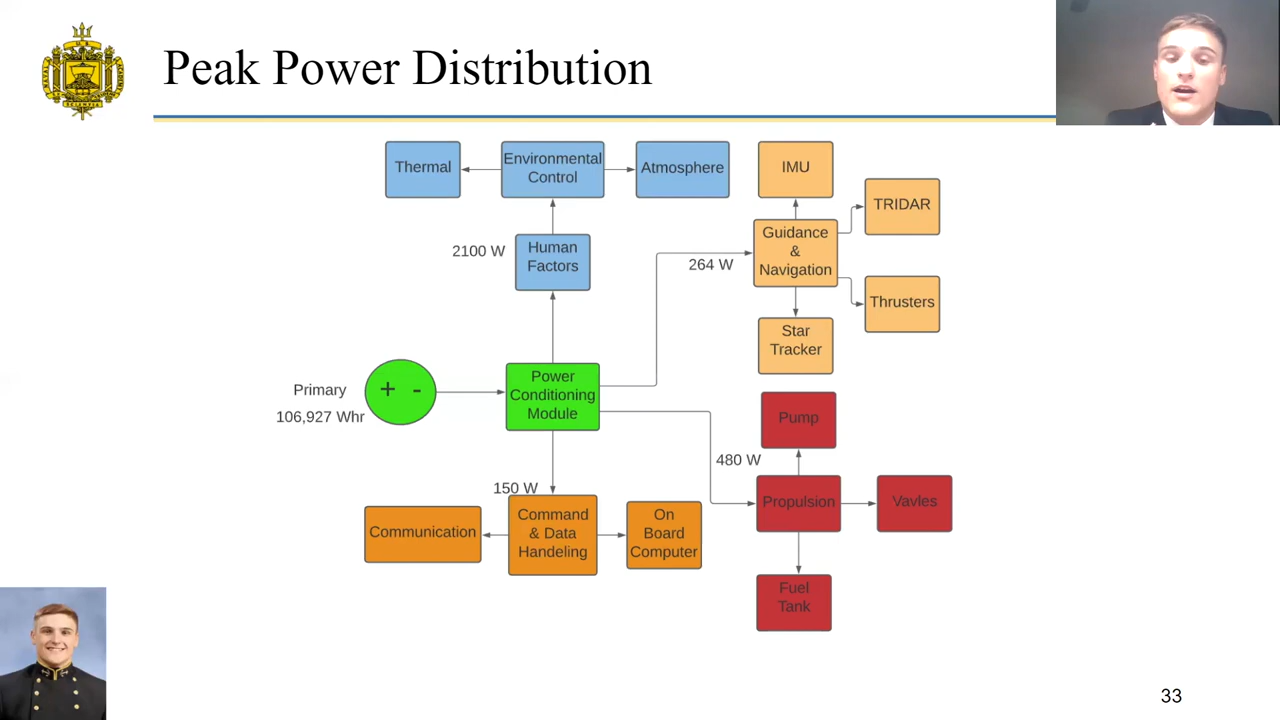 Peak Power Distribution
Thermal
Environmental
Control
Atmosphere
IMU
TRIDAR
Guidance
&
Navigation
2100 W
Human
Factors
264 W
Thrusters
Star
Tracker
Primary
106,927 Whr
+ -
Power
Conditioning
Module
Pump
480 W
150 W
Propulsion
Vavles
Communication
Command
& Data
Handeling
On
Board
Computer
Fuel
Tank
33